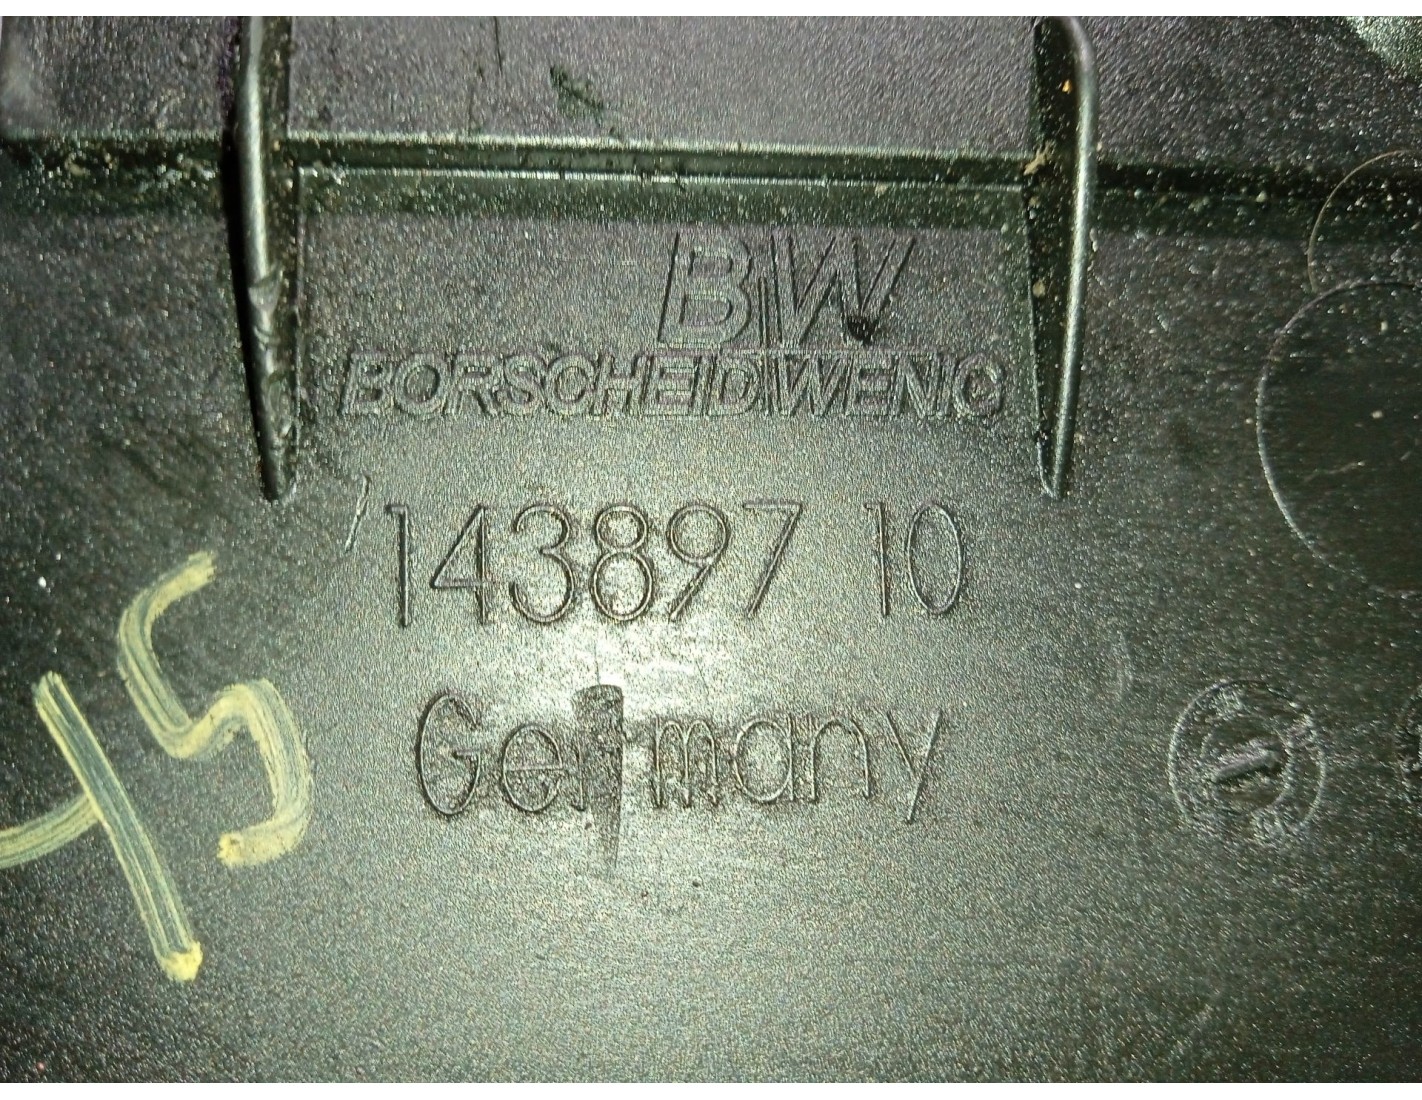 BW
BORSCHEIDWENIG
143897 10
Germany
15